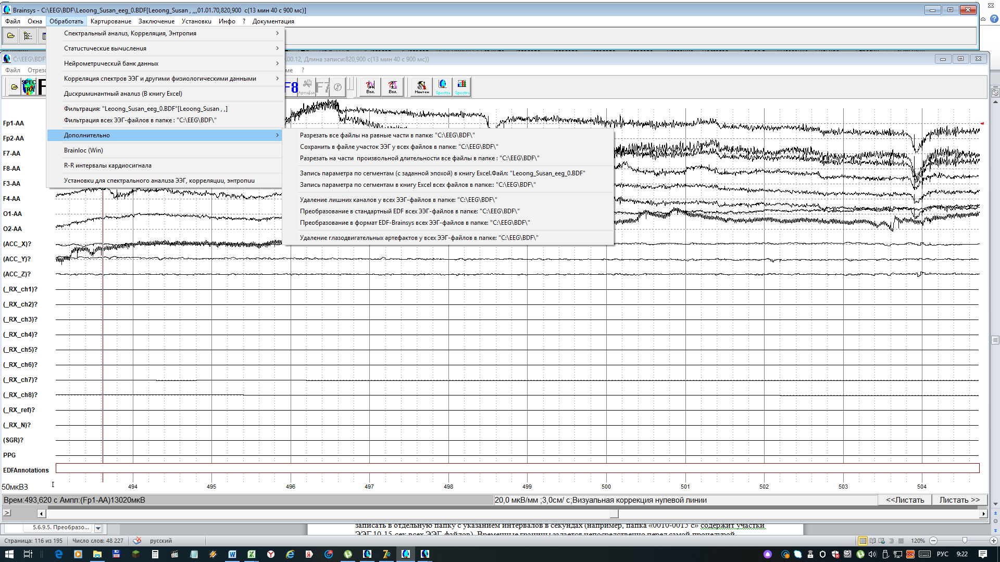 Brainsys - C:\EEG\BDF\Leoong_Susan_eeg_0.BDF[Leoong_Susan , ,,,01.01.70,820,900  с(13 мин 40 с 900 мс)]
Файл Окна Обработать Картирование Заключение Установки Инфо ? Документация
Спектральный анализ, Корреляция, Энтропия
Статистические вычисления
Нейрометрический банк данных
Корреляция спектров ЭЭГ и другими физиологическими данными
Дискриминантный анализ (В книгу Excel)
Фильтрация: "Leoong_Susan_eeg_0.BDF"[Leoong_Susan , ,]
Фильтрация всех ЭЭГ-файлов в папке : "C:\EEG\BDF\"
Дополнительно
Brainloc (Win)
R-R интервалы кардиосигнала
Установки для спектрального анализа ЭЭГ, корреляции, энтропии
C:\EEG\BDF
.00.12, Длина записи:820,900 с(13 мин 40 с 900 мс))
Файл Отрезо
ме ?
SPEC TRA F
F8 Артефак F7 Вкл. Вкл. Монтаж Spectra Spectra
Разрезать все файлы на равные части в папке: "C:\EEG\BDF\"
Сохранить в файле участок ЭЭГ у всех файлов в папке: "C:\EEG\BDF\"
Разрезать на части  произвольной длительности все файлы в папке : "C:\EEG\BDF\"
Запись параметра по сегментам (с заданной эпохой) в книгу Excel.Файл: "Leoong_Susan_eeg_0.BDF"
Запись параметра по сегментам в книгу Excel всех файлов в папке:: "C:\EEG\BDF\"
Удаление лишних каналов у всех ЭЭГ-файлов в папке: "C:\EEG\BDF\"
Преобразование в стандартный EDF всех ЭЭГ-файлов в папке: "C:\EEG\BDF\"
Преобразование в формат EDF-Brainsys всех ЭЭГ-файлов в папке: "C:\EEG\BDF\"
Удаление глазодвигательных артефактов у всех ЭЭГ-файлов в папке: "C:\EEG\BDF\"
Fp1-AA
Fp2-AA
F7-AA
F8-AA
F3-AA
F4-AA
O1-AA
O2-AA
(ACC_X)?
(ACC_Y)?
(ACC_Z)?
(_RX_ch1)?
(_RX_ch2)?
(_RX_ch3)?
(_RX_ch4)?
(_RX_ch5)?
(_RX_ch6)?
(_RX_ch7)?
(_RX_ch8)?
(_RX_ref)?
(_RX_N)?
(SGR)?
PPG
EDFAnnotations
50мкВ3 494 495 496 497 498 499 500 501 502 503 504
Врем:493,620 с Ампл:(Fp1-AA)13020мкВ 20,0 мкВ/мм ;3,0см/ с;Визуальная коррекция нулевой линии <<Листать Листать >>
5.6.9.5. Преобразо...
записать в отдельную папку с указанием интервалов в секундах (например, папка «0010-0015 с» содержит участки
ЭЭГ 10-15 сек всех ЭЭГ-файлов). Временные границы задается непосредственно перед самой процедурой
Страница: 116 из 195 Число слов: 48 227 русский 120%
РУС 9:22